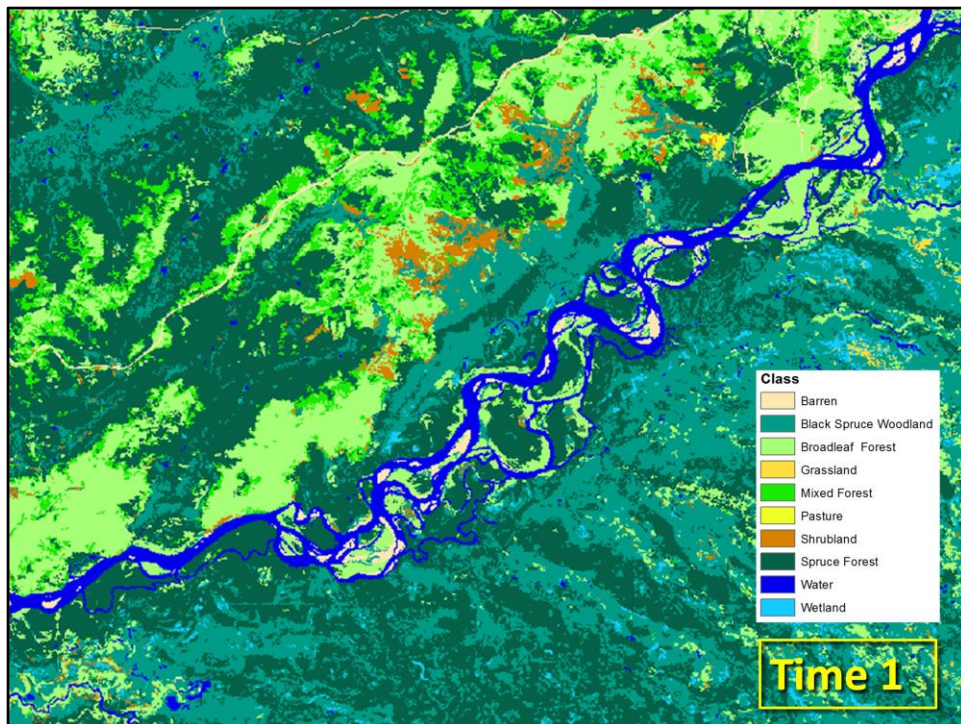 Class
Barren
Black Spruce Woodland
Broadleaf Forest
Grassland
Mixed Forest
Pasture
Shrubland
Spruce Forest
Water
Wetland
Time 1